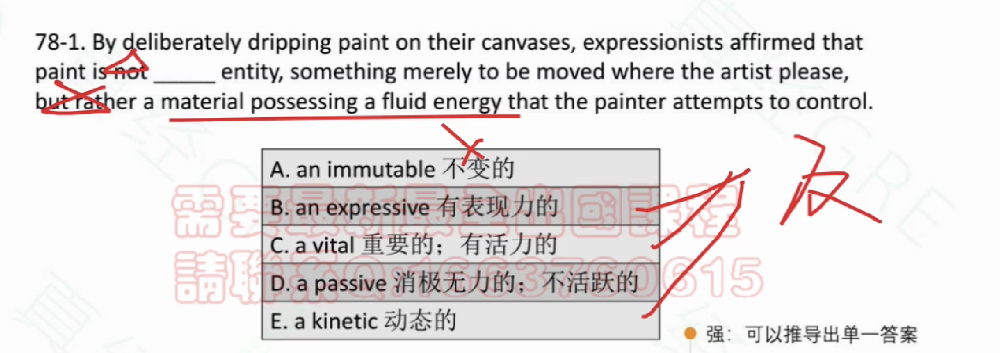 78-1. By deliberately dripping paint on their canvases, expressionists affirmed that
paint is not _____ entity, something merely to be moved where the artist please,
but rather a material possessing a fluid energy that the painter attempts to control.
A. an immutable 不变的
B. an expressive 有表现力的
C. a vital 重要的；有活力的
D. a passive 消极无力的；不活跃的
E. a kinetic 动态的
反
需要最新最全出國課程
請聯系Q:1663760615
强：可以推导出单一答案